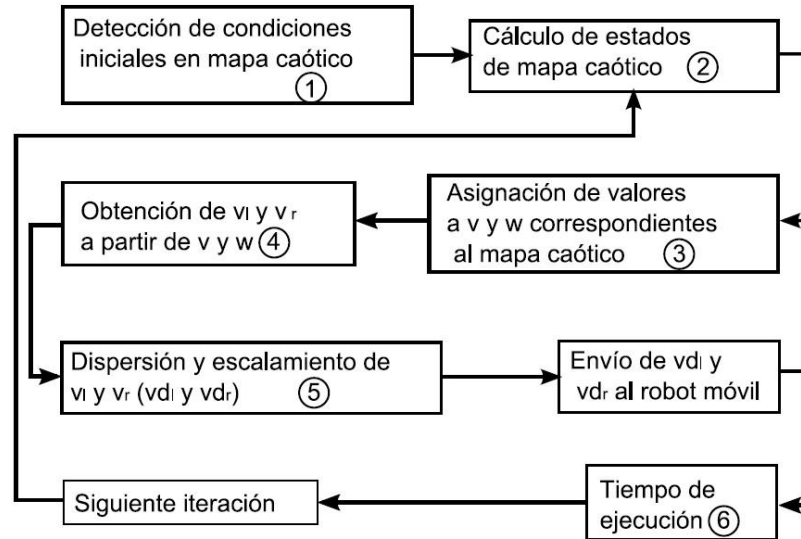 Detección de condiciones
iniciales en mapa caótico
①
Cálculo de estados
de mapa caótico ②
Asignación de valores
a v y w correspondientes
al mapa caótico ③
Obtención de vl y vr
a partir de v y w ④
Dispersión y escalamiento de
vl y vr (vdl y vdr) ⑤
Envío de vdl y
vdr al robot móvil
Tiempo de
ejecución ⑥
Siguiente iteración